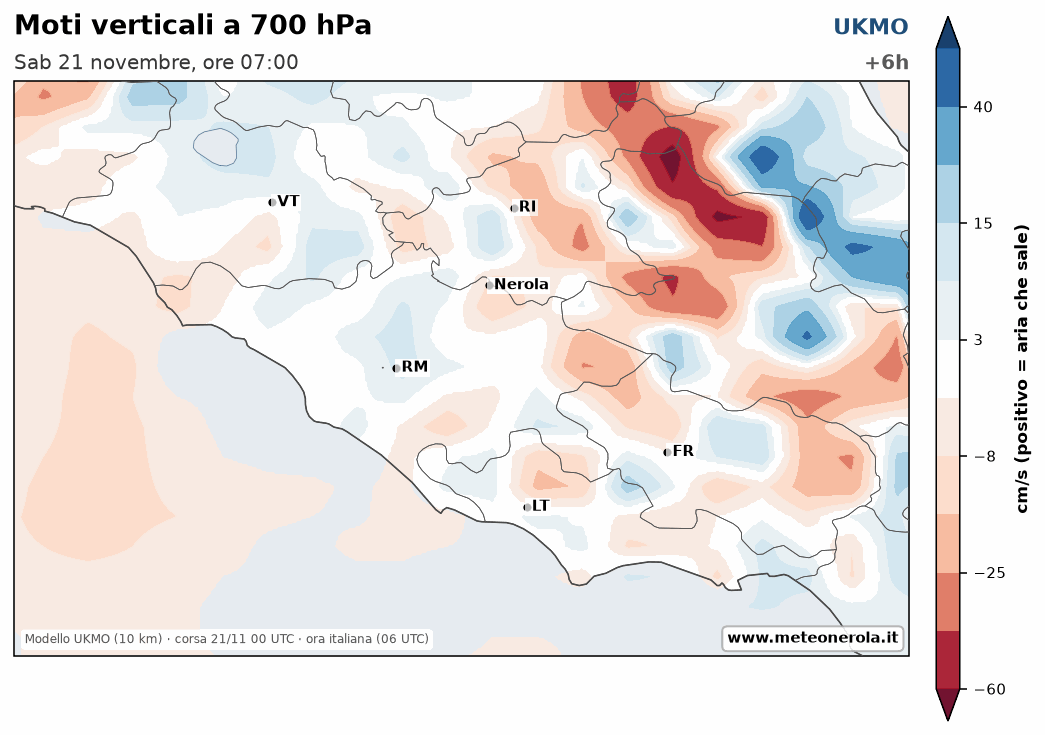 Moti verticali a 700 hPa
UKMO
Sab 21 novembre, ore 07:00
+6h
VT
RI
Nerola
RM
FR
LT
40
15
3
−8
−25
−60
cm/s (positivo = aria che sale)
Modello UKMO (10 km) · corsa 21/11 00 UTC · ora italiana (06 UTC)
www.meteonerola.it